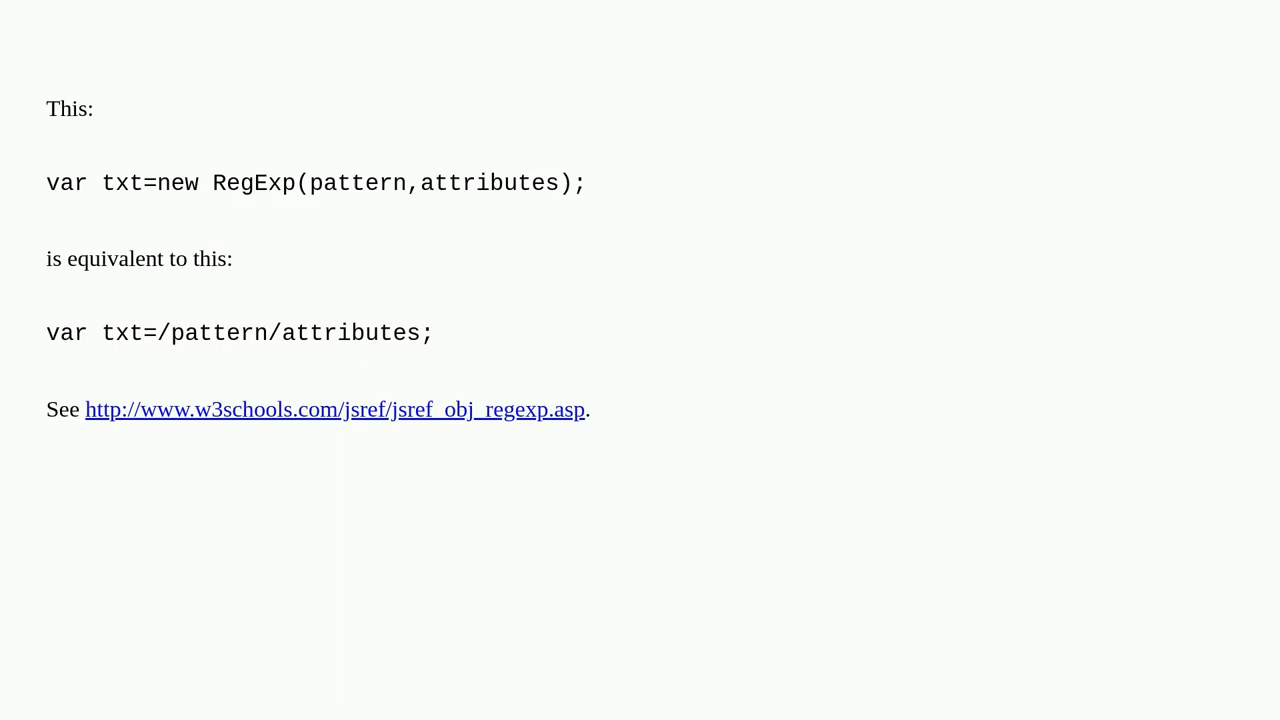 This:
var txt=new RegExp(pattern,attributes);
is equivalent to this:
var txt=/pattern/attributes;
See http://www.w3schools.com/jsref/jsref_obj_regexp.asp.